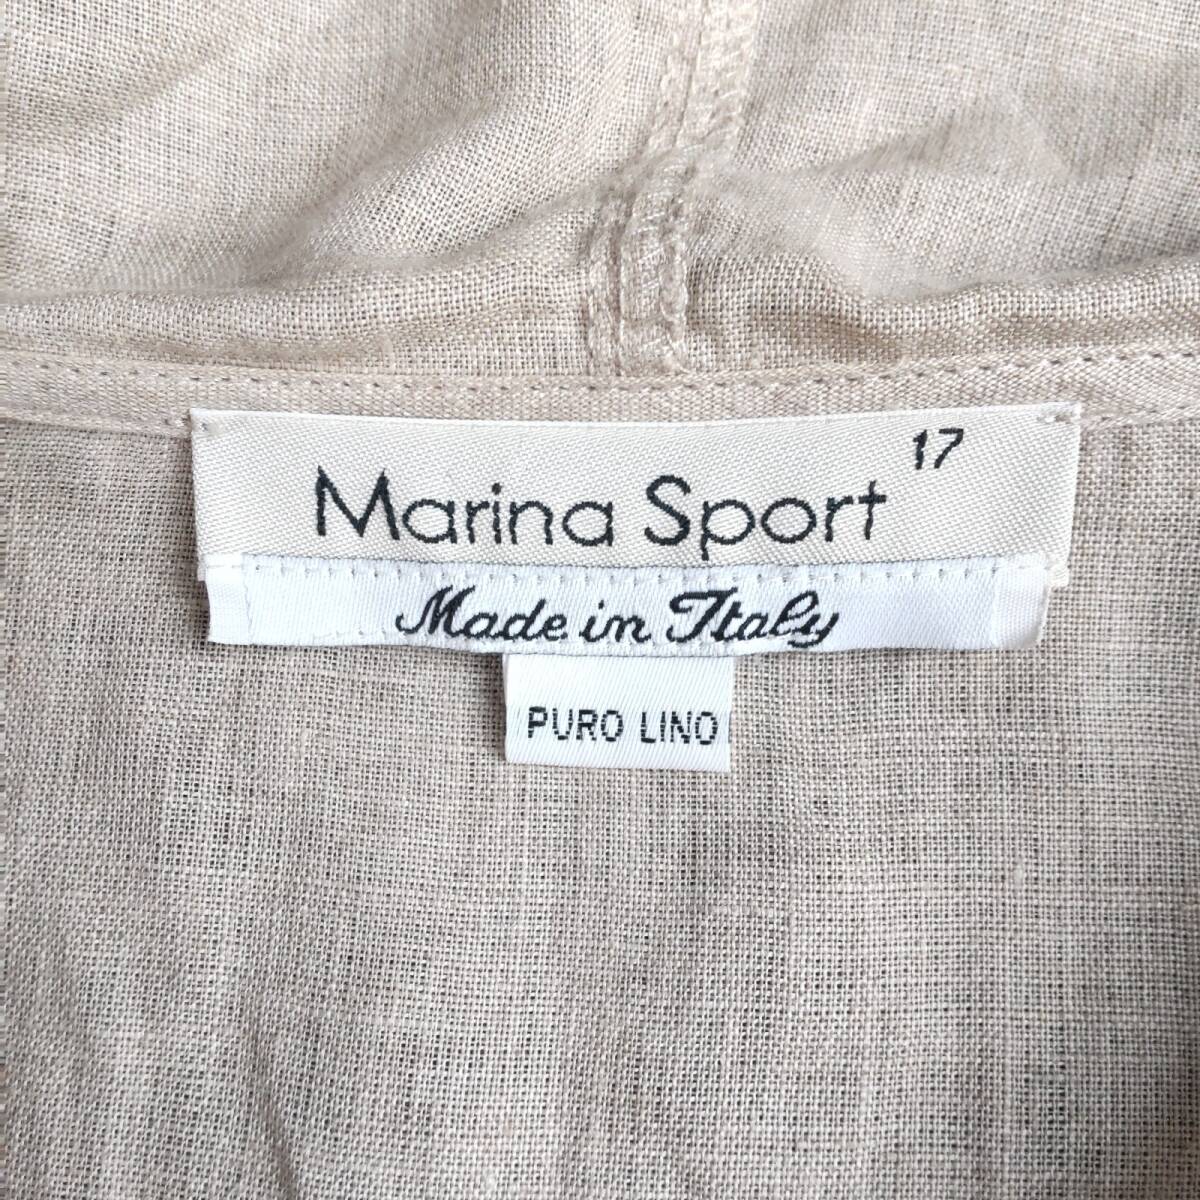 17
Marina Sport
Made in Italy
PURO LINO